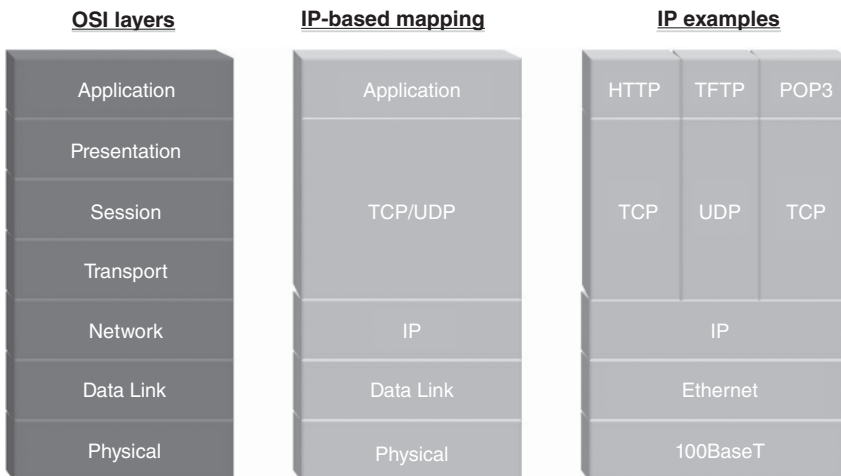 OSI layers
Application
Presentation
Session
Transport
Network
Data Link
Physical
IP-based mapping
Application
TCP/UDP
IP
Data Link
Physical
IP examples
HTTP TFTP POP3
TCP UDP TCP
IP
Ethernet
100BaseT